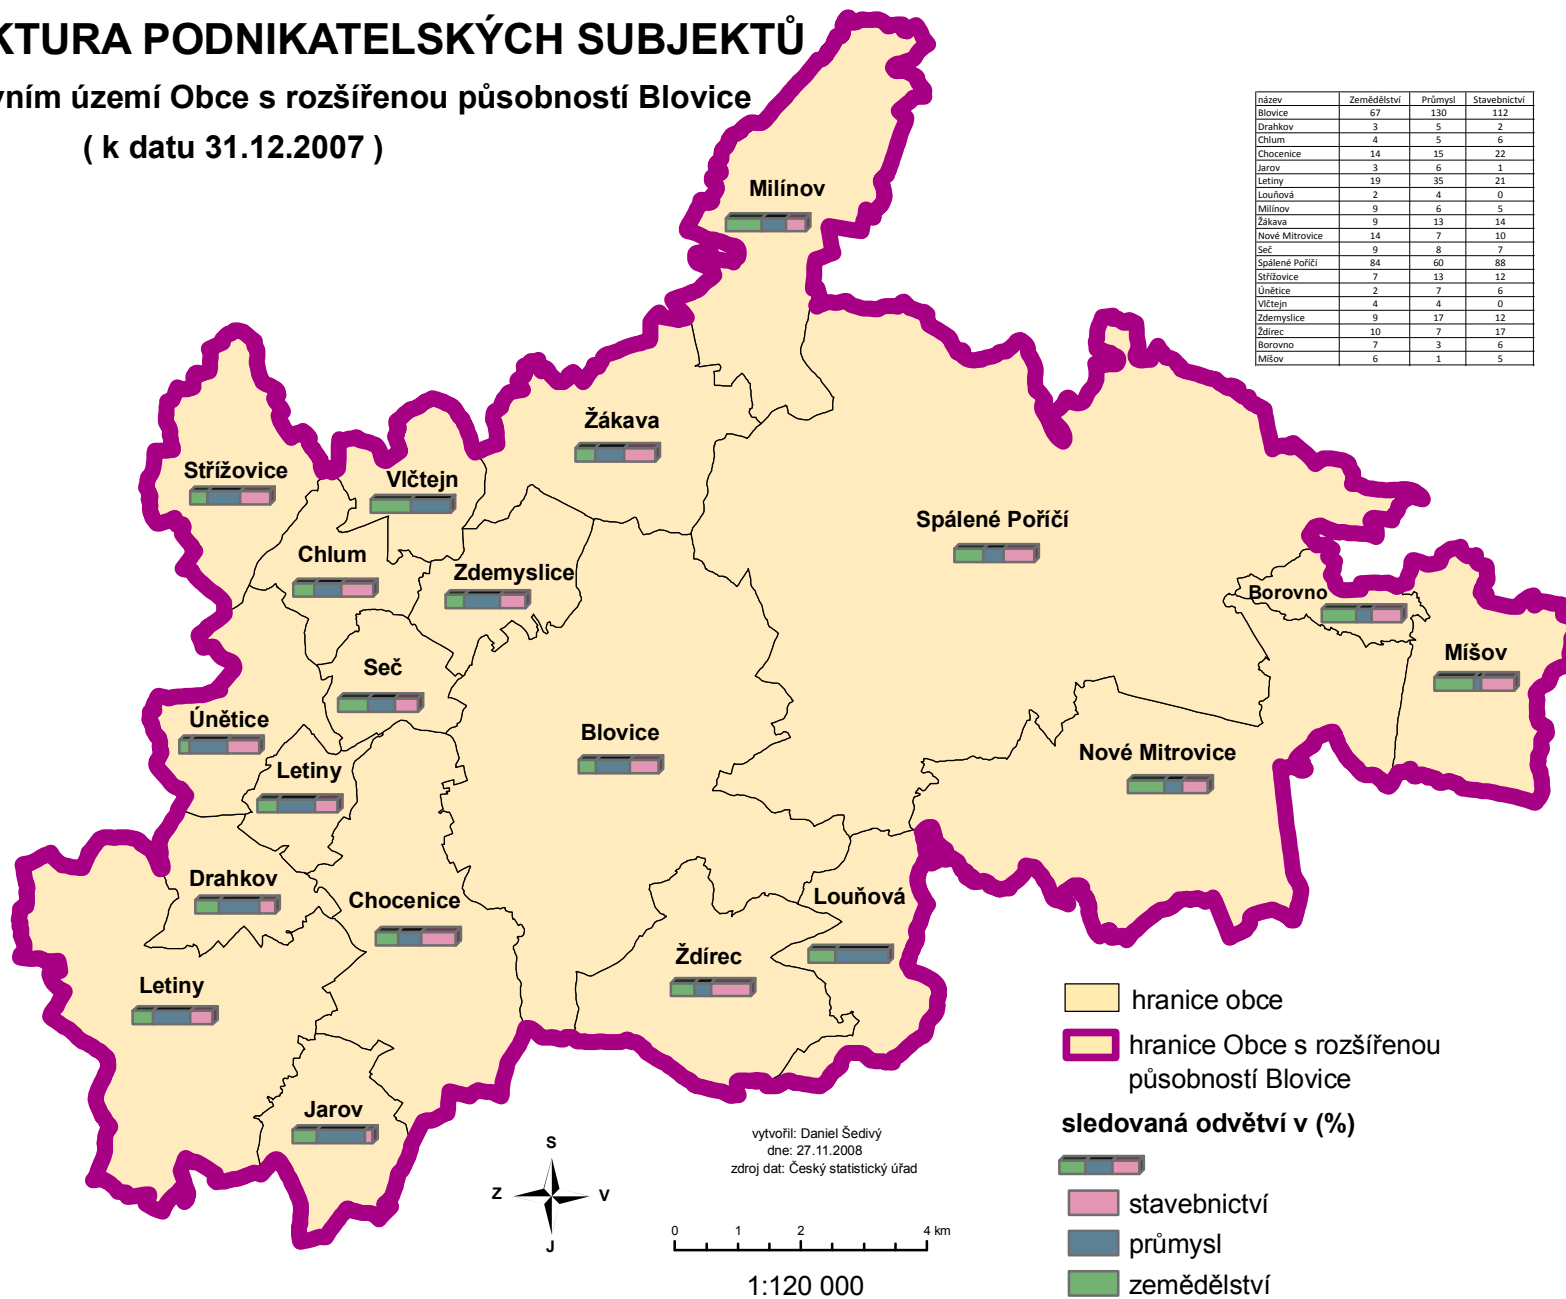 KTURA PODNIKATELSKÝCH SUBJEKTŮ
ním území Obce s rozšířenou působností Blovice
( k datu 31.12.2007 )
název Zemědělství Průmysl Stavebnictví
Blovice 67 130 112
Drahkov 3 5 2
Chlum 4 5 6
Chocenice 14 15 22
Jarov 3 6 1
Letiny 19 35 21
Louňová 2 4 0
Milínov 9 6 5
Žákava 9 13 14
Nové Mitrovice 14 7 10
Seč 9 8 7
Spálené Poříčí 84 60 88
Střížovice 7 13 12
Únětice 2 7 6
Vlčtejn 4 4 0
Zdemyslice 9 17 12
Ždírec 10 7 17
Borovno 7 3 6
Míšov 6 1 5
Milínov
Žákava
Střížovice
Vlčtejn
Spálené Poříčí
Chlum
Zdemyslice
Borovno
Míšov
Seč
Únětice
Blovice
Nové Mitrovice
Letiny
Drahkov
Chocenice
Louňová
Ždírec
Letiny
Jarov
hranice obce
hranice Obce s rozšířenou
působností Blovice
sledovaná odvětví v (%)
stavebnictví
průmysl
zemědělství
vytvořil: Daniel Šedivý
dne: 27.11.2008
zdroj dat: Český statistický úřad
S
Z V
J
0 1 2 4 km
1:120 000